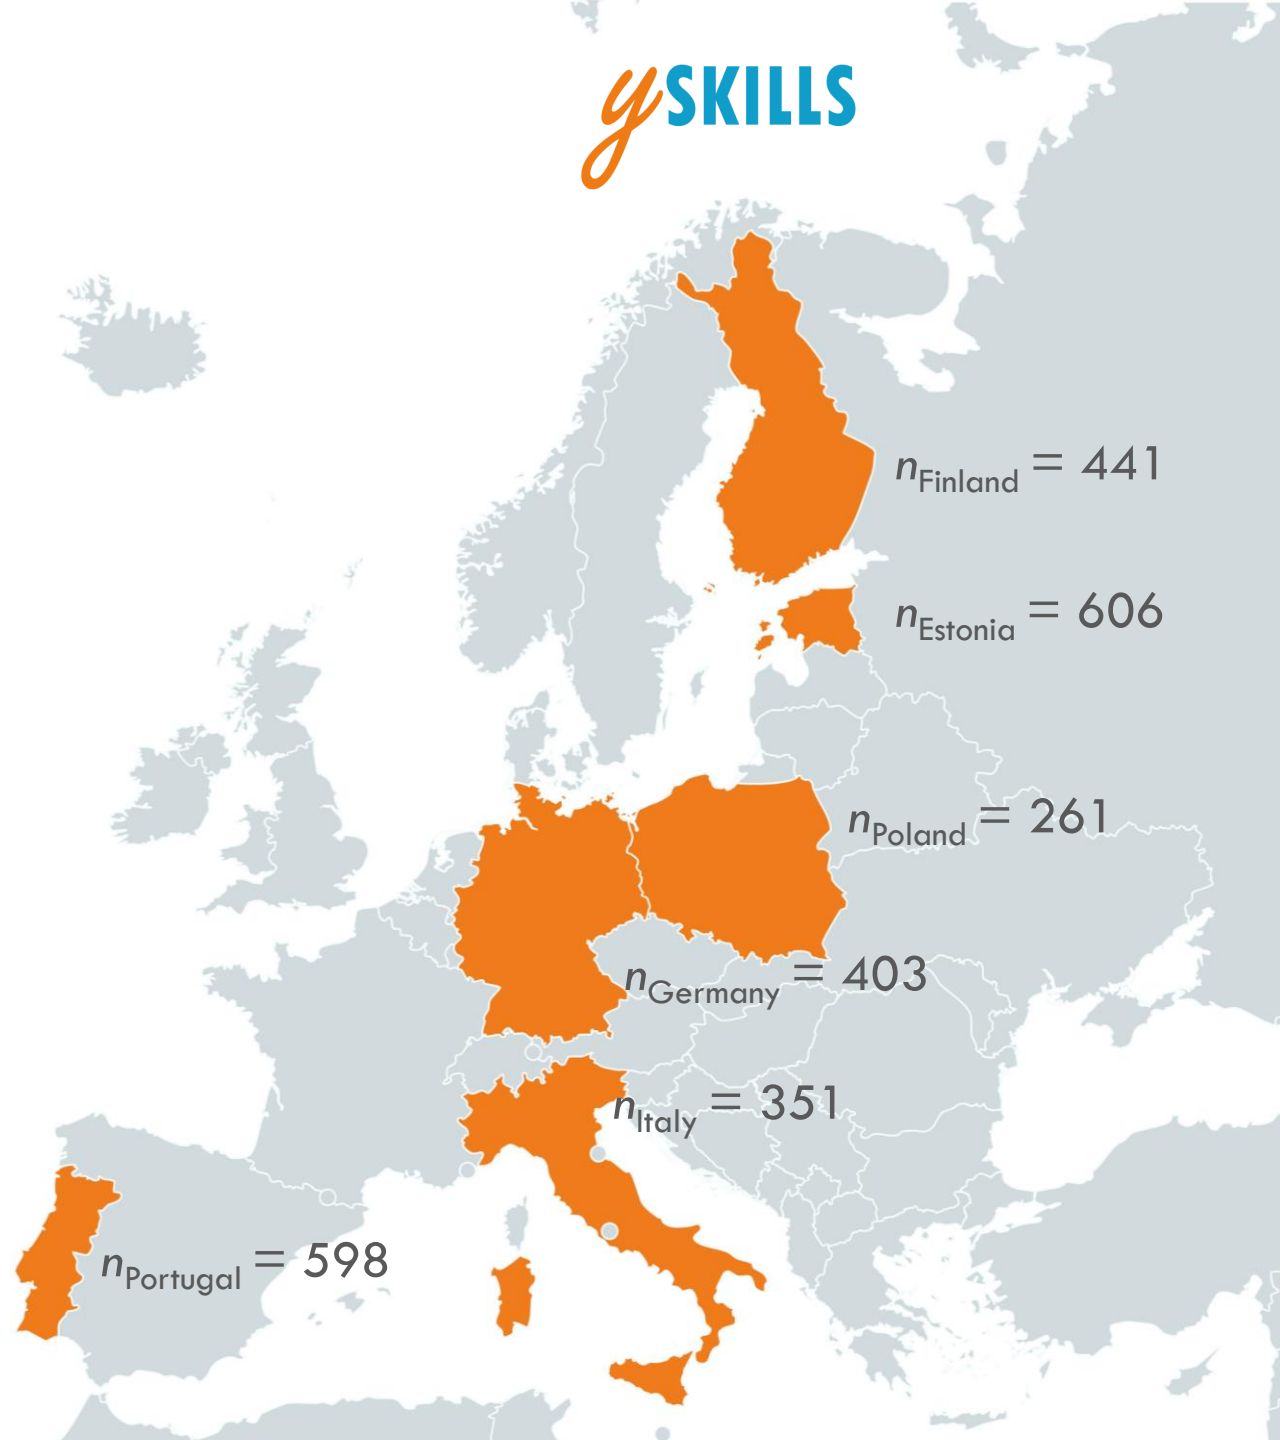 ySKILLS
nFinland = 441
nEstonia = 606
nPoland = 261
nGermany = 403
nItaly = 351
nPortugal = 598